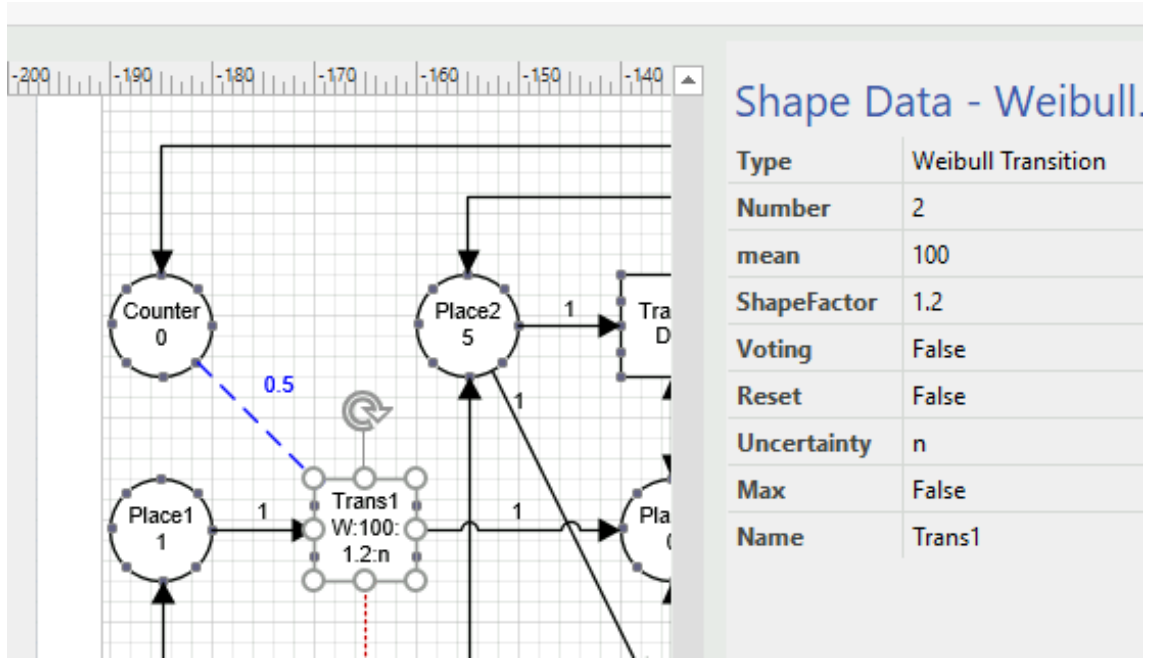 -200 -190 -180 -170 -160 -150 -140
Shape Data - Weibull.
Type Weibull Transition
Number 2
mean 100
ShapeFactor 1.2
Voting False
Reset False
Uncertainty n
Max False
Name Trans1
Counter
0
Place2
5
1
Tra
D
0.5
1
Place1
1
1
Trans1
W:100:
1.2:n
1
Pla